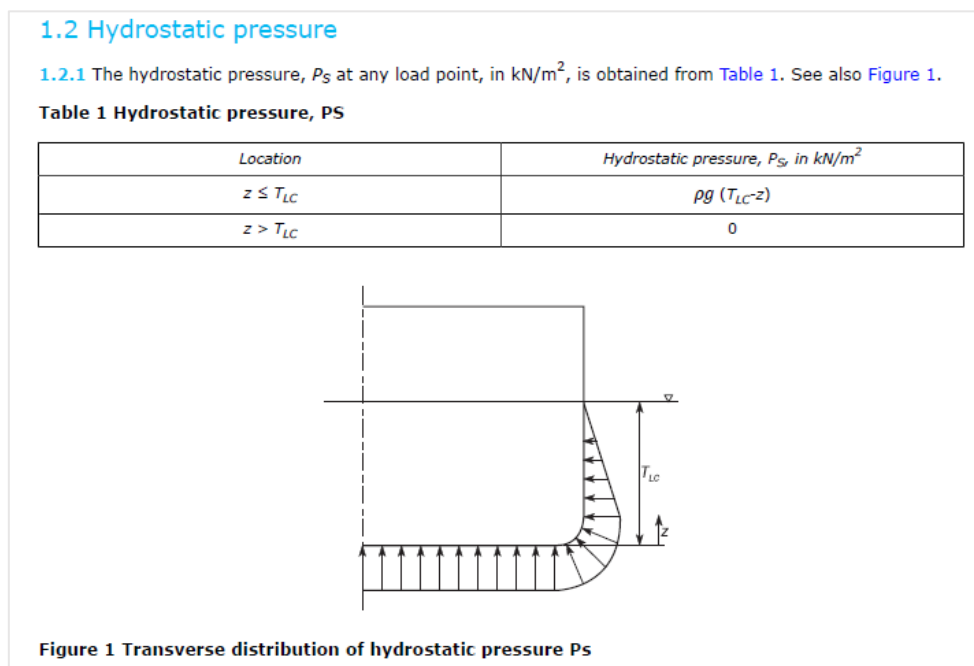 1.2 Hydrostatic pressure
1.2.1 The hydrostatic pressure, PS at any load point, in kN/m², is obtained from Table 1. See also Figure 1.
Table 1 Hydrostatic pressure, PS
Location Hydrostatic pressure, PS, in kN/m²
z ≤ TLC ρg (TLC-z)
z > TLC 0
TLC
z
Figure 1 Transverse distribution of hydrostatic pressure Ps